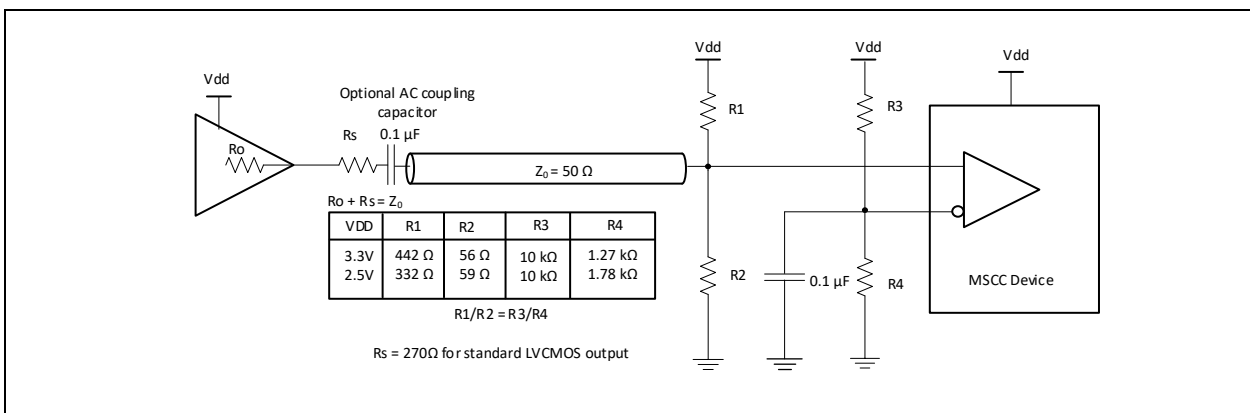 Vdd
Vdd
Vdd
Vdd
Optional AC coupling
capacitor
R1
R3
Rs
0.1 µF
Ro
Z0 = 50 Ω
Ro + Rs = Z0
VDD R1 R2 R3 R4
3.3V 442 Ω 56 Ω 10 kΩ 1.27 kΩ
2.5V 332 Ω 59 Ω 10 kΩ 1.78 kΩ
R2
0.1 µF
R4
MSCC Device
R1/R2 = R3/R4
Rs = 270Ω for standard LVCMOS output